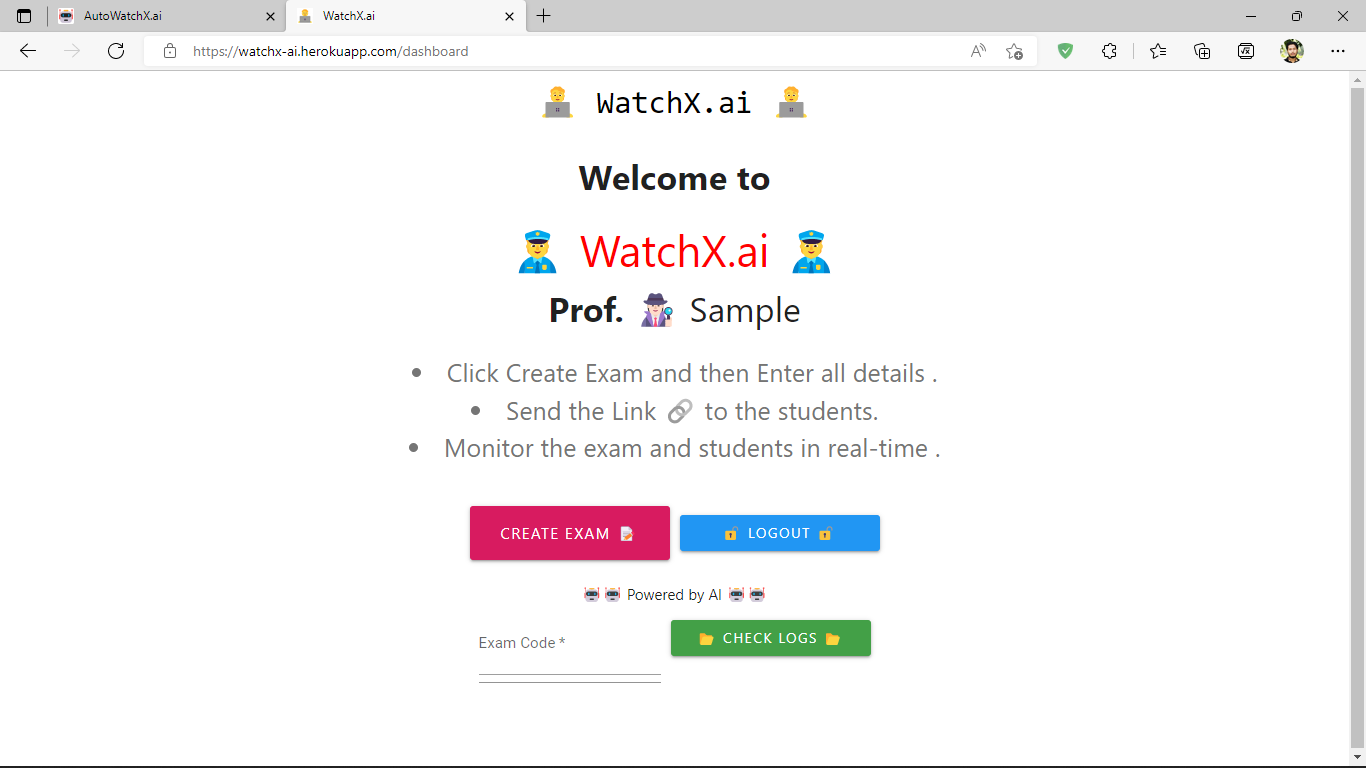 AutoWatchX.ai
WatchX.ai
https://watchx-ai.herokuapp.com/dashboard
WatchX.ai
Welcome to
WatchX.ai
Prof. Sample
• Click Create Exam and then Enter all details .
• Send the Link 🔗 to the students.
• Monitor the exam and students in real-time .
CREATE EXAM 📝
🔓 LOGOUT 🔓
Powered by AI
Exam Code *
📂 CHECK LOGS 📂